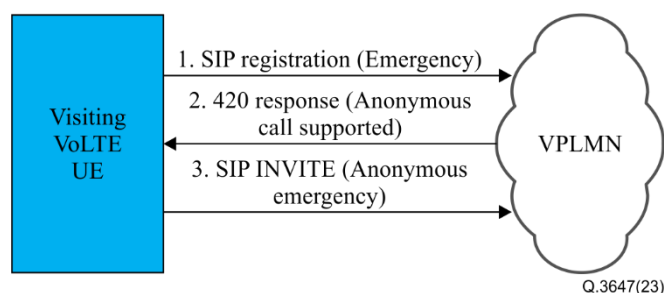 1. SIP registration (Emergency)
2. 420 response (Anonymous
call supported)
3. SIP INVITE (Anonymous
emergency)
Visiting
VoLTE
UE
VPLMN
Q.3647(23)